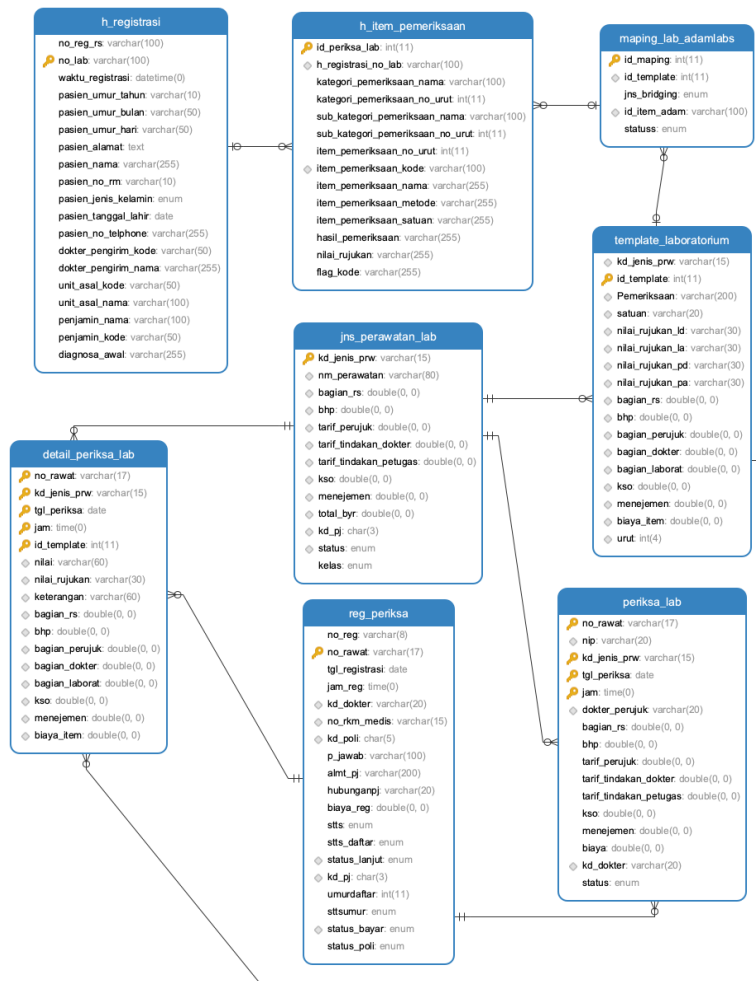 h_registrasi
no_reg_rs: varchar(100)
no_lab: varchar(100)
waktu_registrasi: datetime(0)
pasien_umur_tahun: varchar(10)
pasien_umur_bulan: varchar(50)
pasien_umur_hari: varchar(50)
pasien_alamat: text
pasien_nama: varchar(255)
pasien_no_rm: varchar(10)
pasien_jenis_kelamin: enum
pasien_tanggal_lahir: date
pasien_no_telphone: varchar(255)
dokter_pengirim_kode: varchar(50)
dokter_pengirim_nama: varchar(255)
unit_asal_kode: varchar(50)
unit_asal_nama: varchar(100)
penjamin_nama: varchar(100)
penjamin_kode: varchar(50)
diagnosa_awal: varchar(255)
h_item_pemeriksaan
id_periksa_lab: int(11)
h_registrasi_no_lab: varchar(100)
kategori_pemeriksaan_nama: varchar(100)
kategori_pemeriksaan_no_urut: int(11)
sub_kategori_pemeriksaan_nama: varchar(100)
sub_kategori_pemeriksaan_no_urut: int(11)
item_pemeriksaan_no_urut: int(11)
item_pemeriksaan_kode: varchar(100)
item_pemeriksaan_nama: varchar(255)
item_pemeriksaan_metode: varchar(255)
item_pemeriksaan_satuan: varchar(255)
hasil_pemeriksaan: varchar(255)
nilai_rujukan: varchar(255)
flag_kode: varchar(255)
maping_lab_adamlabs
id_maping: int(11)
id_template: int(11)
jns_bridging: enum
id_item_adam: varchar(100)
statuss: enum
template_laboratorium
kd_jenis_prw: varchar(15)
id_template: int(11)
Pemeriksaan: varchar(200)
satuan: varchar(20)
nilai_rujukan_ld: varchar(30)
nilai_rujukan_la: varchar(30)
nilai_rujukan_pd: varchar(30)
nilai_rujukan_pa: varchar(30)
bagian_rs: double(0, 0)
bhp: double(0, 0)
bagian_perujuk: double(0, 0)
bagian_dokter: double(0, 0)
bagian_laborat: double(0, 0)
kso: double(0, 0)
menejemen: double(0, 0)
biaya_item: double(0, 0)
urut: int(4)
jns_perawatan_lab
kd_jenis_prw: varchar(15)
nm_perawatan: varchar(80)
bagian_rs: double(0, 0)
bhp: double(0, 0)
tarif_perujuk: double(0, 0)
tarif_tindakan_dokter: double(0, 0)
tarif_tindakan_petugas: double(0, 0)
kso: double(0, 0)
menejemen: double(0, 0)
total_byr: double(0, 0)
kd_pj: char(3)
status: enum
kelas: enum
detail_periksa_lab
no_rawat: varchar(17)
kd_jenis_prw: varchar(15)
tgl_periksa: date
jam: time(0)
id_template: int(11)
nilai: varchar(60)
nilai_rujukan: varchar(30)
keterangan: varchar(60)
bagian_rs: double(0, 0)
bhp: double(0, 0)
bagian_perujuk: double(0, 0)
bagian_dokter: double(0, 0)
bagian_laborat: double(0, 0)
kso: double(0, 0)
menejemen: double(0, 0)
biaya_item: double(0, 0)
reg_periksa
no_reg: varchar(8)
no_rawat: varchar(17)
tgl_registrasi: date
jam_reg: time(0)
kd_dokter: varchar(20)
no_rkm_medis: varchar(15)
kd_poli: char(5)
p_jawab: varchar(100)
almt_pj: varchar(200)
hubunganpj: varchar(20)
biaya_reg: double(0, 0)
stts: enum
stts_daftar: enum
status_lanjut: enum
kd_pj: char(3)
umurdaftar: int(11)
sttsumur: enum
status_bayar: enum
status_poli: enum
periksa_lab
no_rawat: varchar(17)
nip: varchar(20)
kd_jenis_prw: varchar(15)
tgl_periksa: date
jam: time(0)
dokter_perujuk: varchar(20)
bagian_rs: double(0, 0)
bhp: double(0, 0)
tarif_perujuk: double(0, 0)
tarif_tindakan_dokter: double(0, 0)
tarif_tindakan_petugas: double(0, 0)
kso: double(0, 0)
menejemen: double(0, 0)
biaya: double(0, 0)
kd_dokter: varchar(20)
status: enum